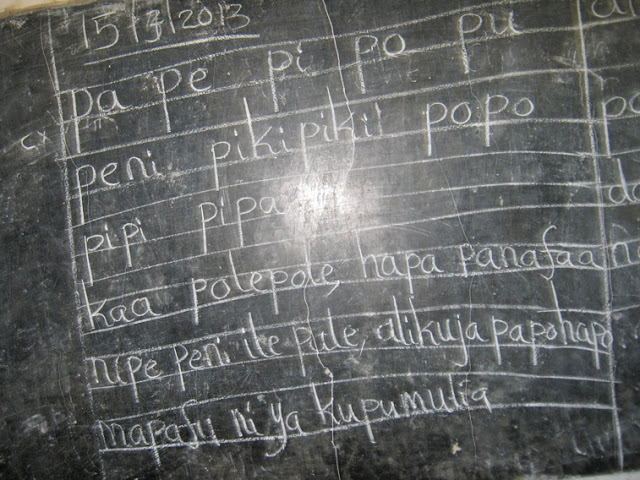 15/3/2013
pa pe pi po pu
peni pikipiki popo
pipi pipa
kaa polepole, hapa panafaa
nipe peni ile pale, alikuja papohapo
mapafu ni ya kupumulia